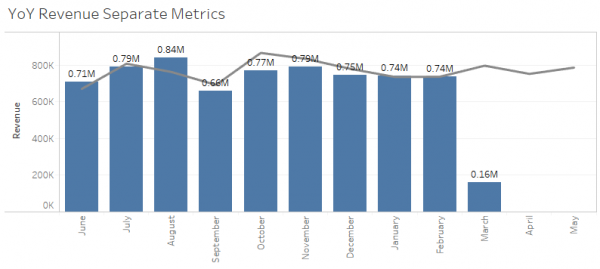 YoY Revenue Separate Metrics
Revenue
800K
600K
400K
200K
0K
0.71M
0.79M
0.84M
0.66M
0.77M
0.79M
0.75M
0.74M
0.74M
0.16M
June
July
August
September
October
November
December
January
February
March
April
May